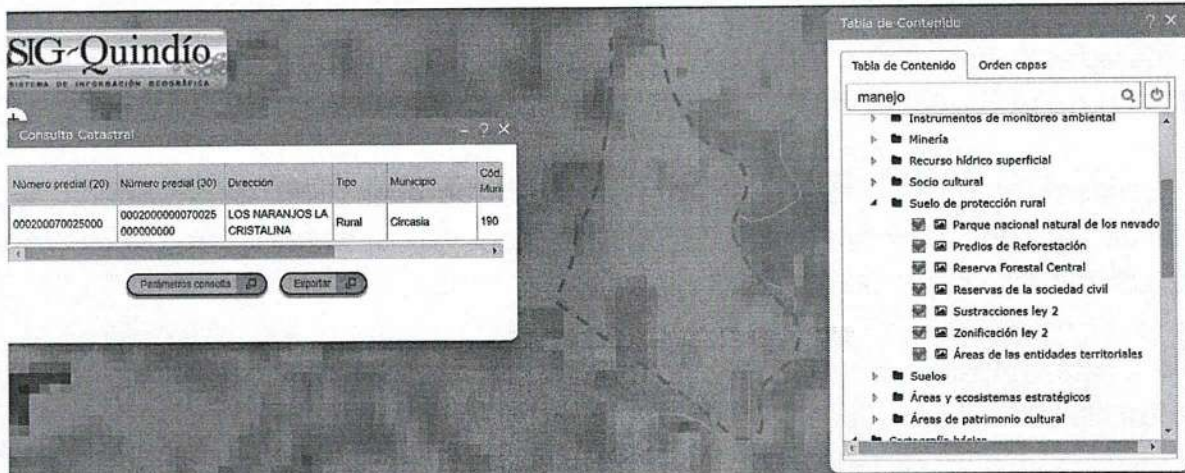 SIG-Quindío
SISTEMA DE INFORMACIÓN GEOGRÁFICA
Consulta Catastral
- ? X
Número predial (20) Número predial (30) Dirección Tipo Municipio Cód. Muni
000200070025000 0002000000070025 LOS NARANJOS LA Rural Circasia 190
000000000 CRISTALINA
Parámetros consulta
Exportar
Tabla de Contenido ? X
Tabla de Contenido Orden capas
manejo
Instrumentos de monitoreo ambiental
Minería
Recurso hídrico superficial
Socio cultural
Suelo de protección rural
Parque nacional natural de los nevado
Predios de Reforestación
Reserva Forestal Central
Reservas de la sociedad civil
Sustracciones ley 2
Zonificación ley 2
Áreas de las entidades territoriales
Suelos
Áreas y ecosistemas estratégicos
Áreas de patrimonio cultural
Cartografía básica